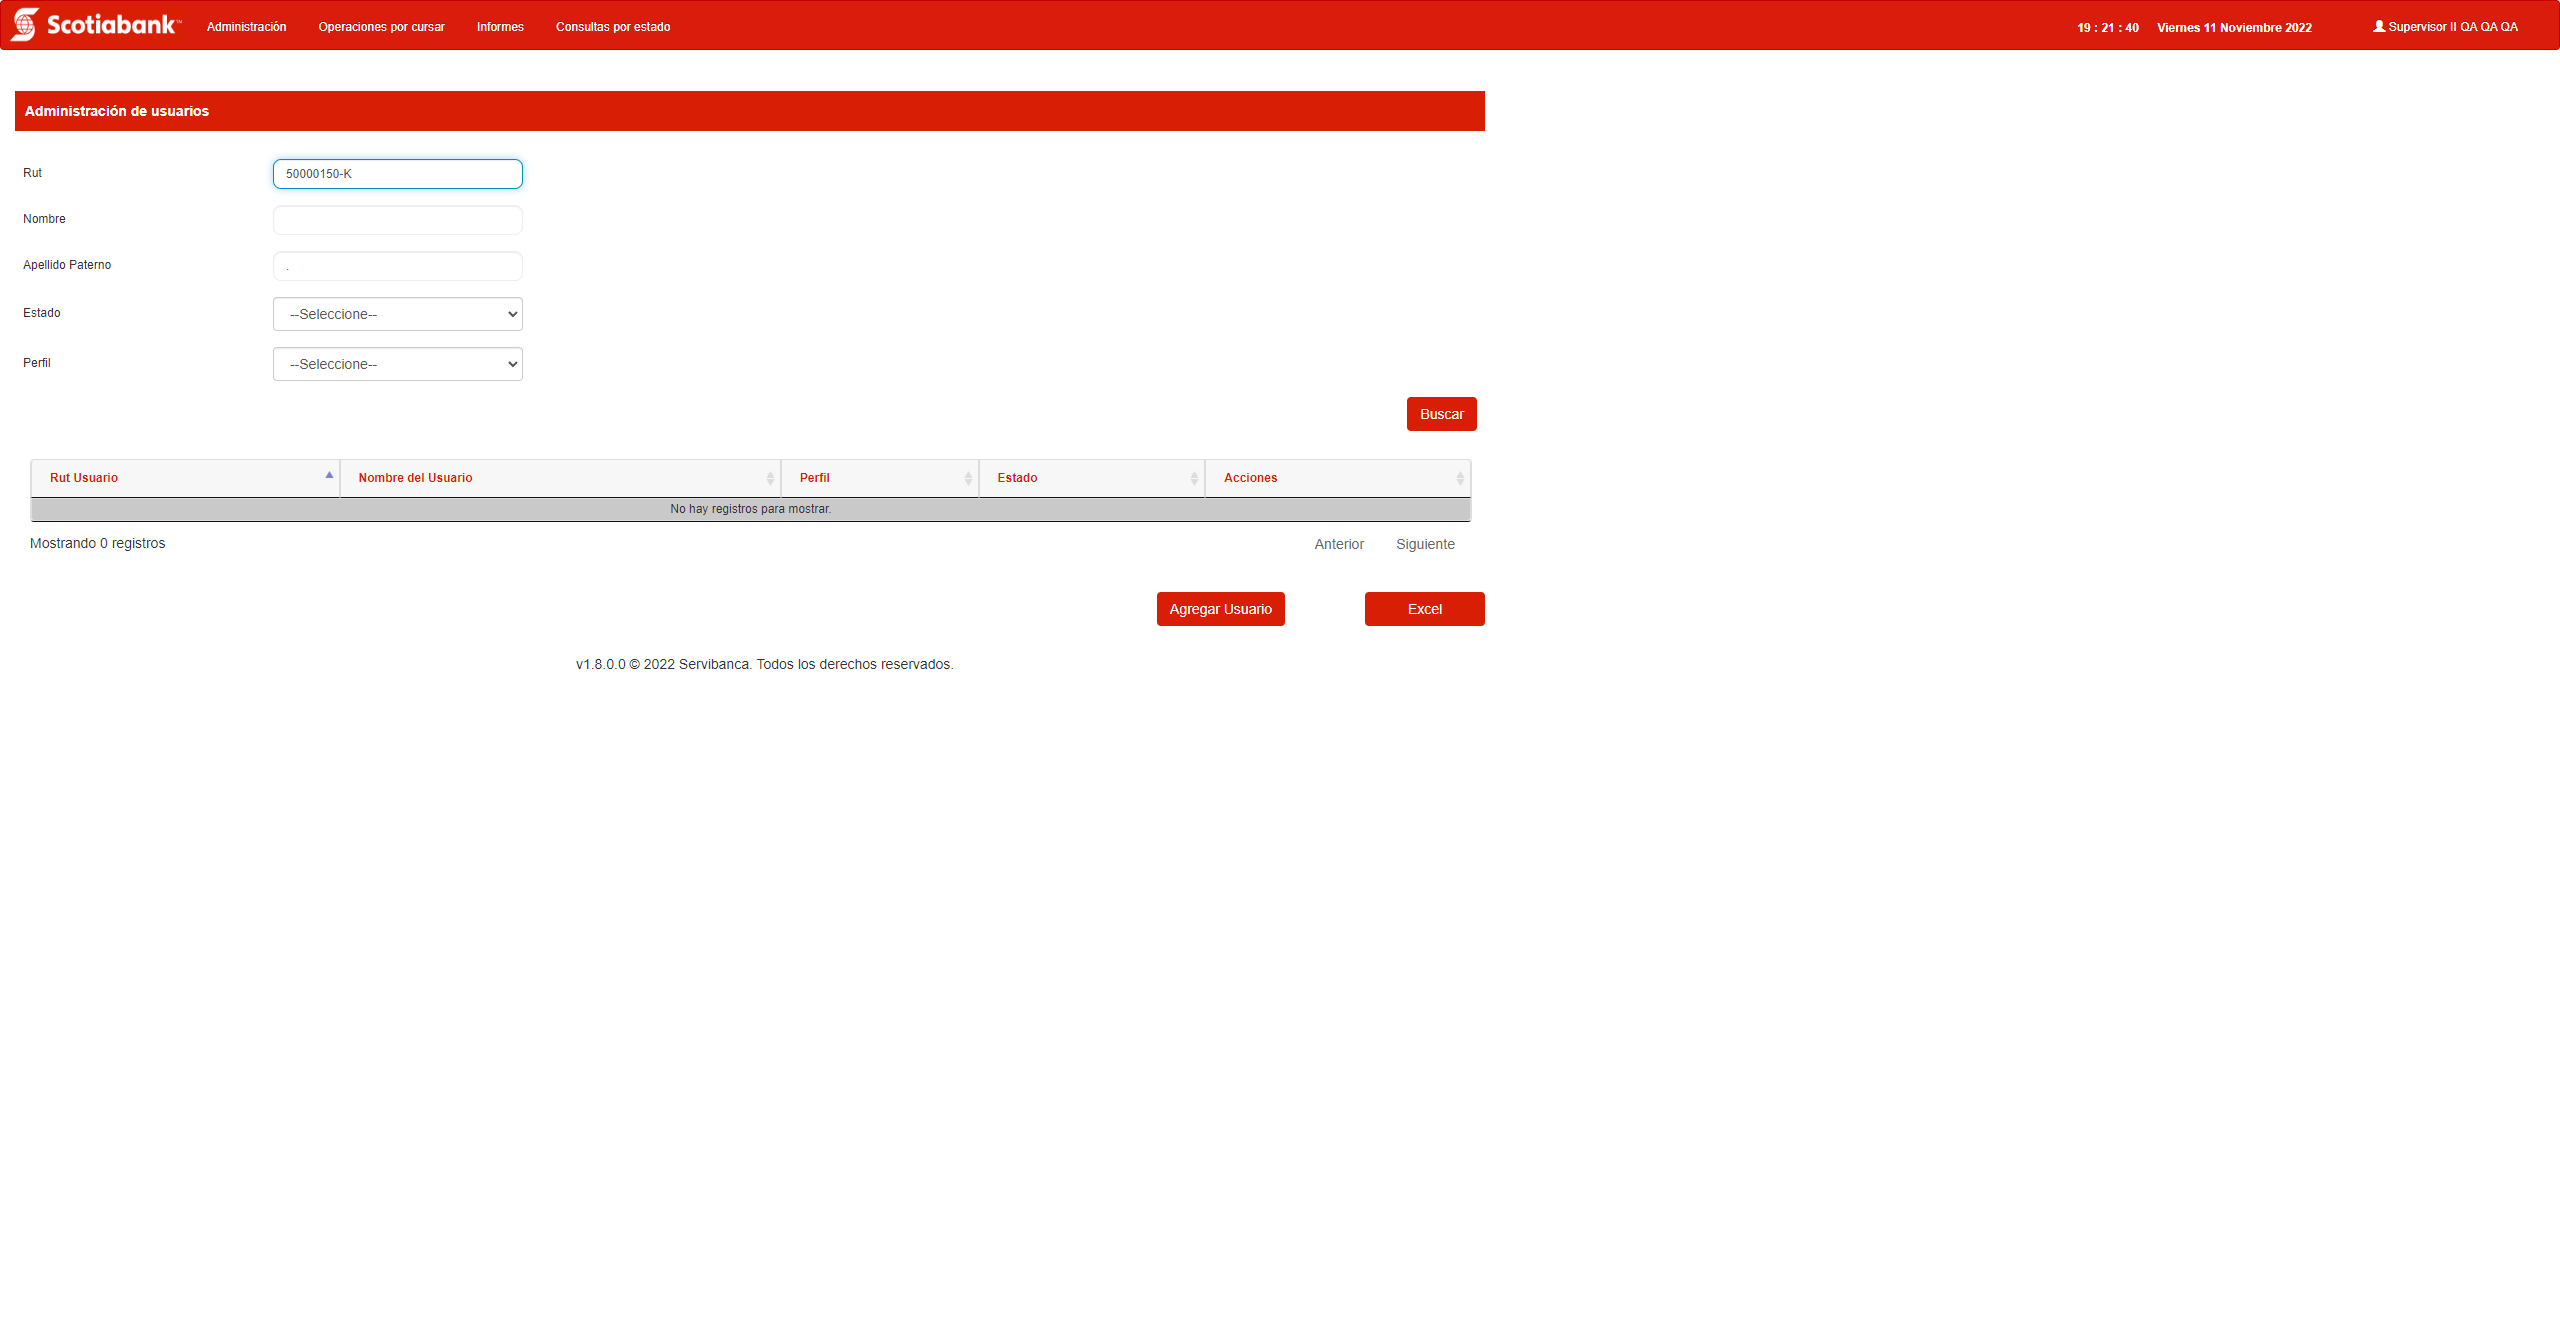 Scotiabank™ Administración Operaciones por cursar Informes Consultas por estado 19 : 21 : 40 Viernes 11 Noviembre 2022 Supervisor II QA QA QA
Administración de usuarios
Rut 50000150-K
Nombre
Apellido Paterno .
Estado --Seleccione--
Perfil --Seleccione--
Buscar
Rut Usuario Nombre del Usuario Perfil Estado Acciones
No hay registros para mostrar.
Mostrando 0 registros Anterior Siguiente
Agregar Usuario Excel
v1.8.0.0 © 2022 Servibanca. Todos los derechos reservados.